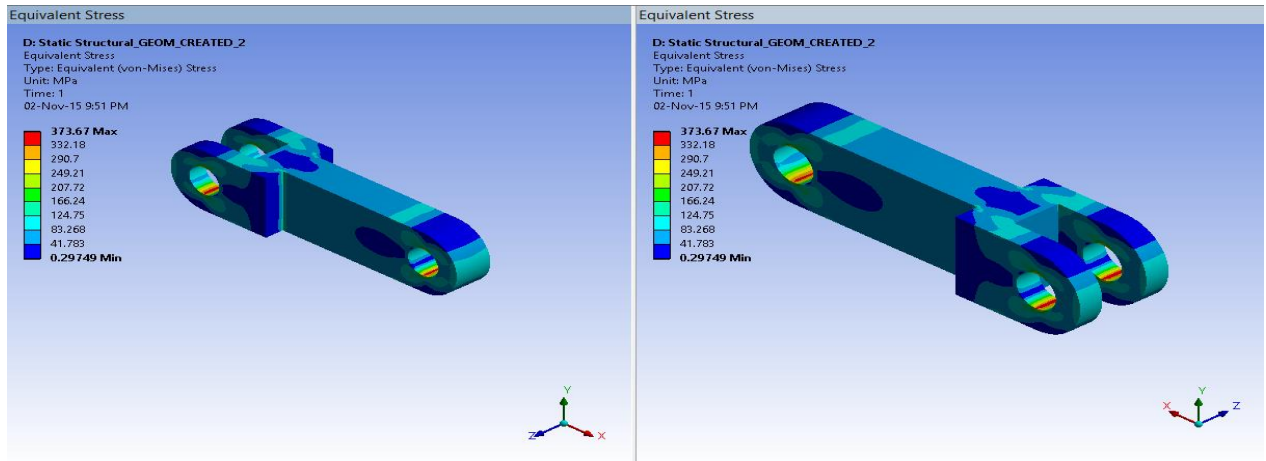 Equivalent Stress
D: Static Structural_GEOM_CREATED_2
Equivalent Stress
Type: Equivalent (von-Mises) Stress
Unit: MPa
Time: 1
02-Nov-15 9:51 PM
373.67 Max
332.18
290.7
249.21
207.72
166.24
124.75
83.268
41.783
0.29749 Min
Y
Z
X
Equivalent Stress
D: Static Structural_GEOM_CREATED_2
Equivalent Stress
Type: Equivalent (von-Mises) Stress
Unit: MPa
Time: 1
02-Nov-15 9:51 PM
373.67 Max
332.18
290.7
249.21
207.72
166.24
124.75
83.268
41.783
0.29749 Min
Y
X
Z